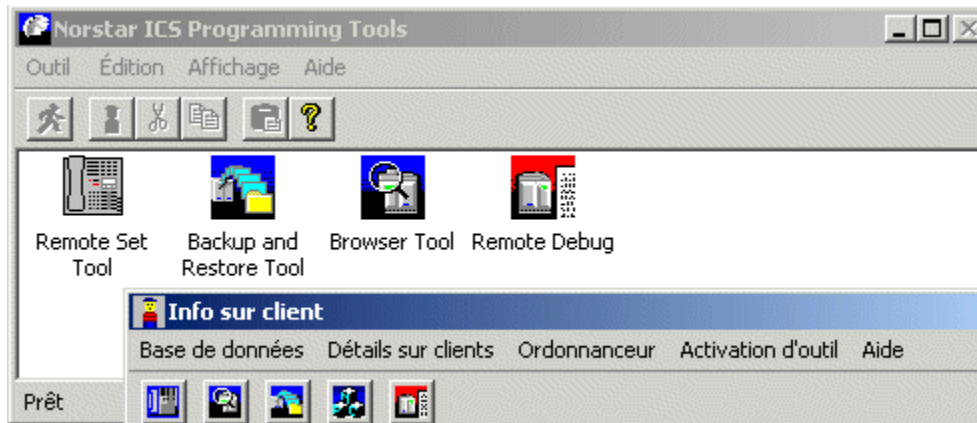 Norstar ICS Programming Tools
Outil Édition Affichage Aide
Remote Set Tool
Backup and Restore Tool
Browser Tool
Remote Debug
Info sur client
Base de données Détails sur clients Ordonnanceur Activation d'outil Aide
Prêt